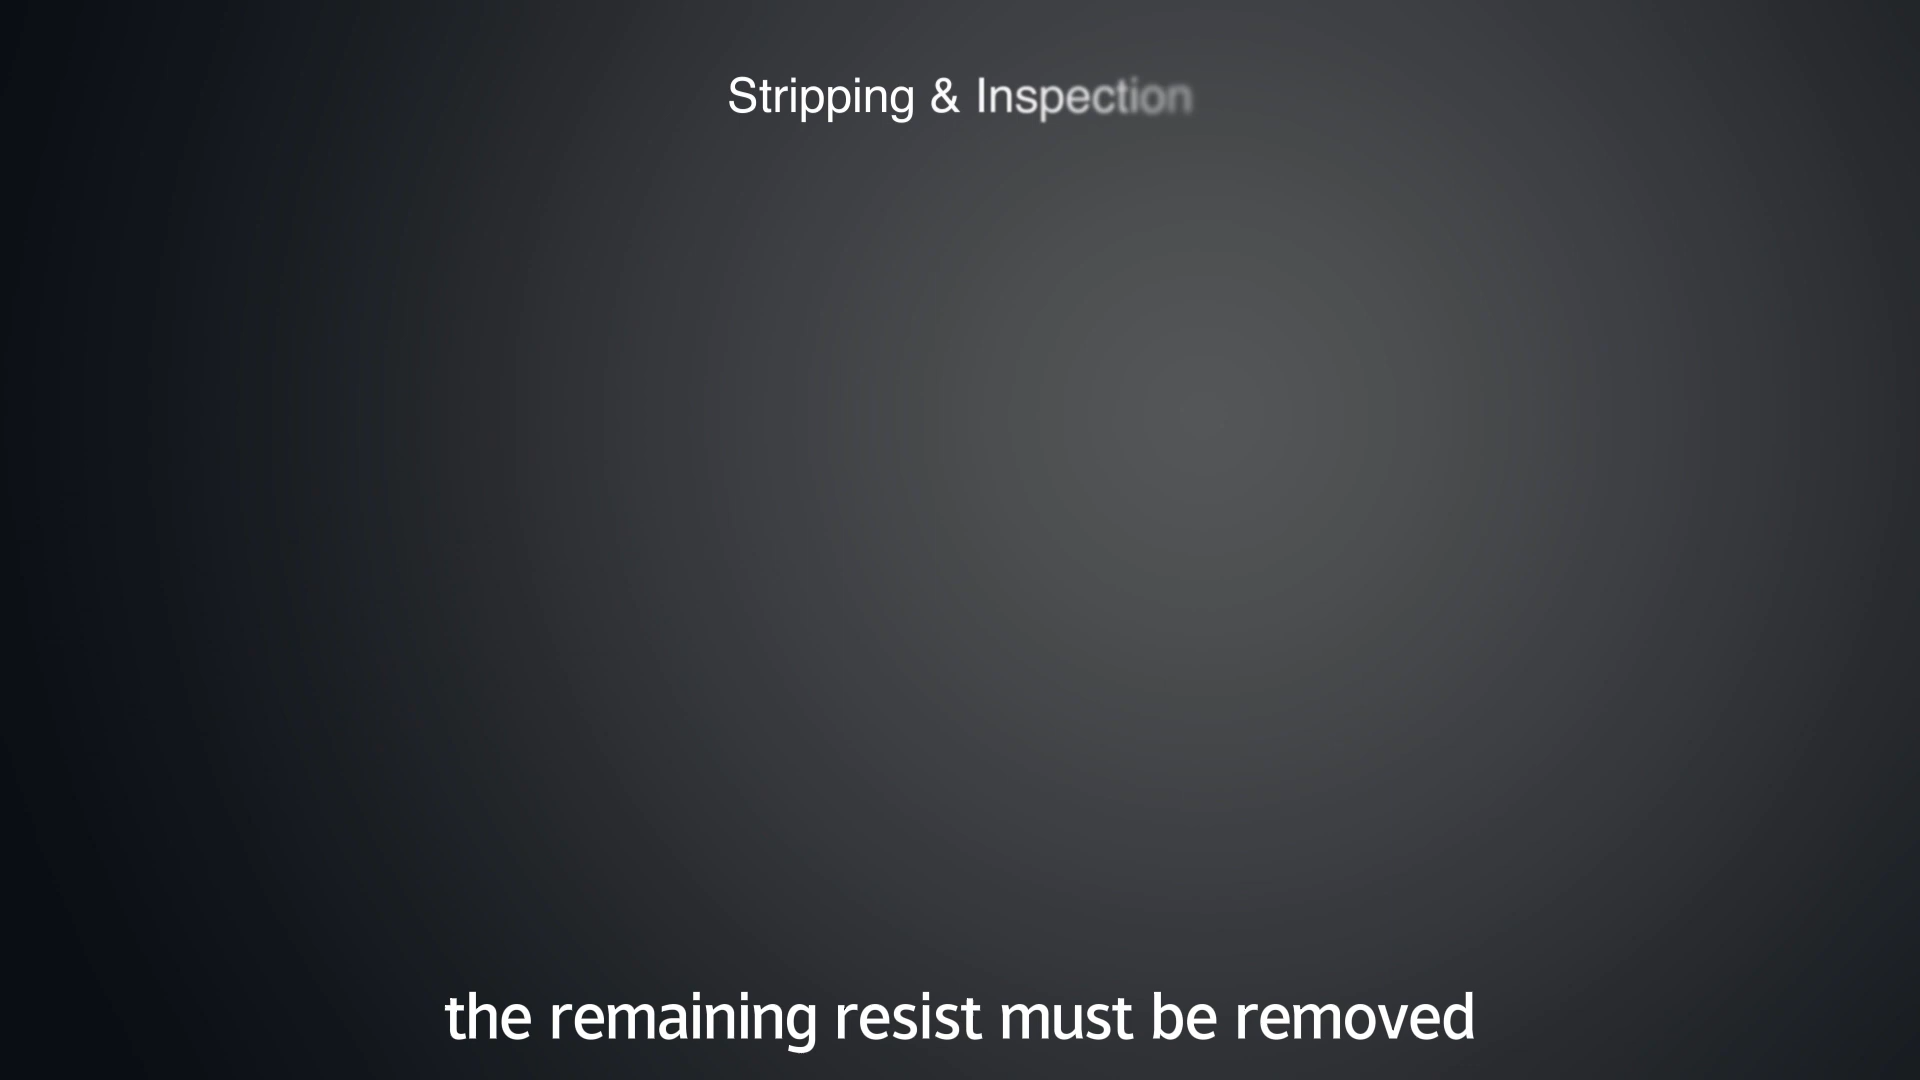 Stripping & Inspection
the remaining resist must be removed